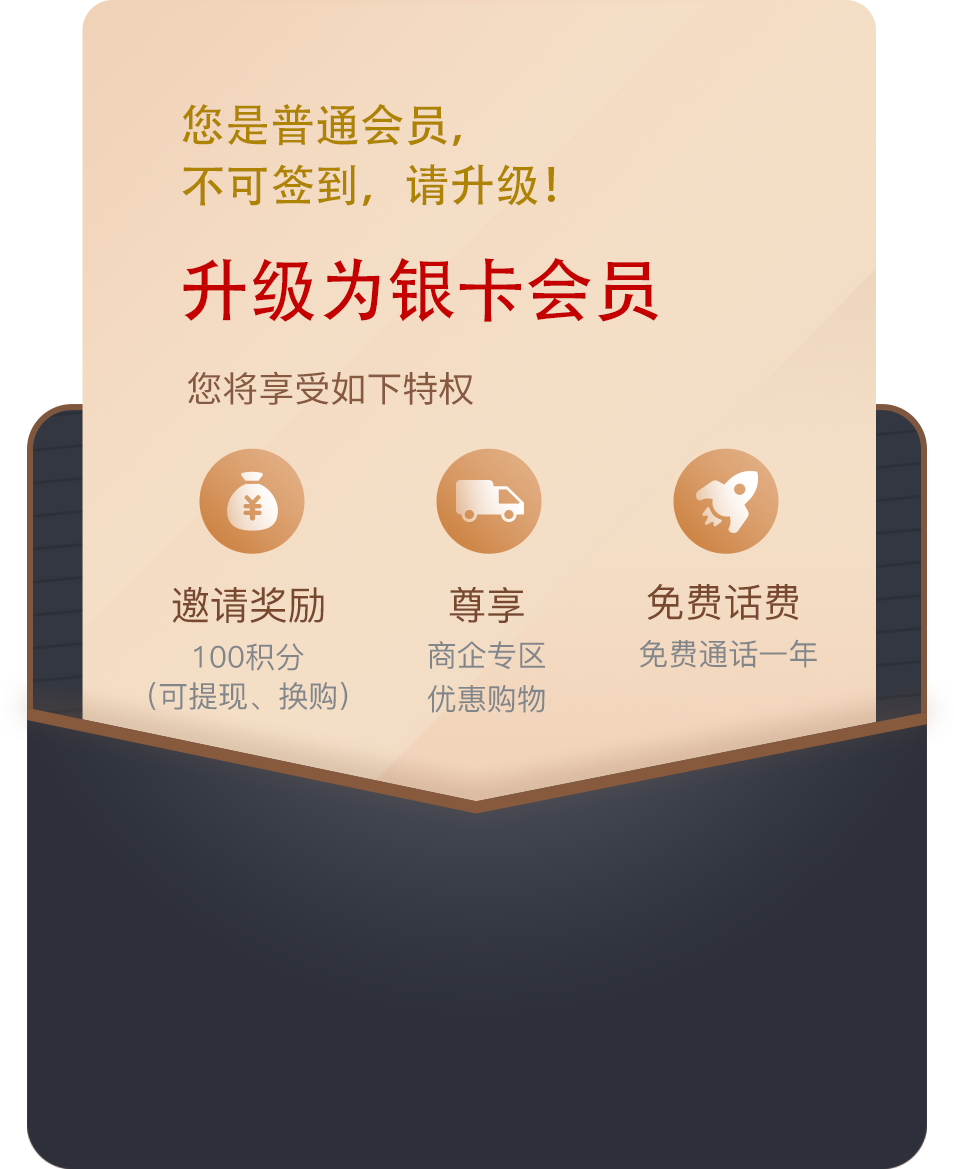 您是普通会员,
不可签到，请升级!
升级为银卡会员
您将享受如下特权
¥
邀请奖励
尊享
免费话费
100积分
(可提现、换购)
商企专区
优惠购物
免费通话一年